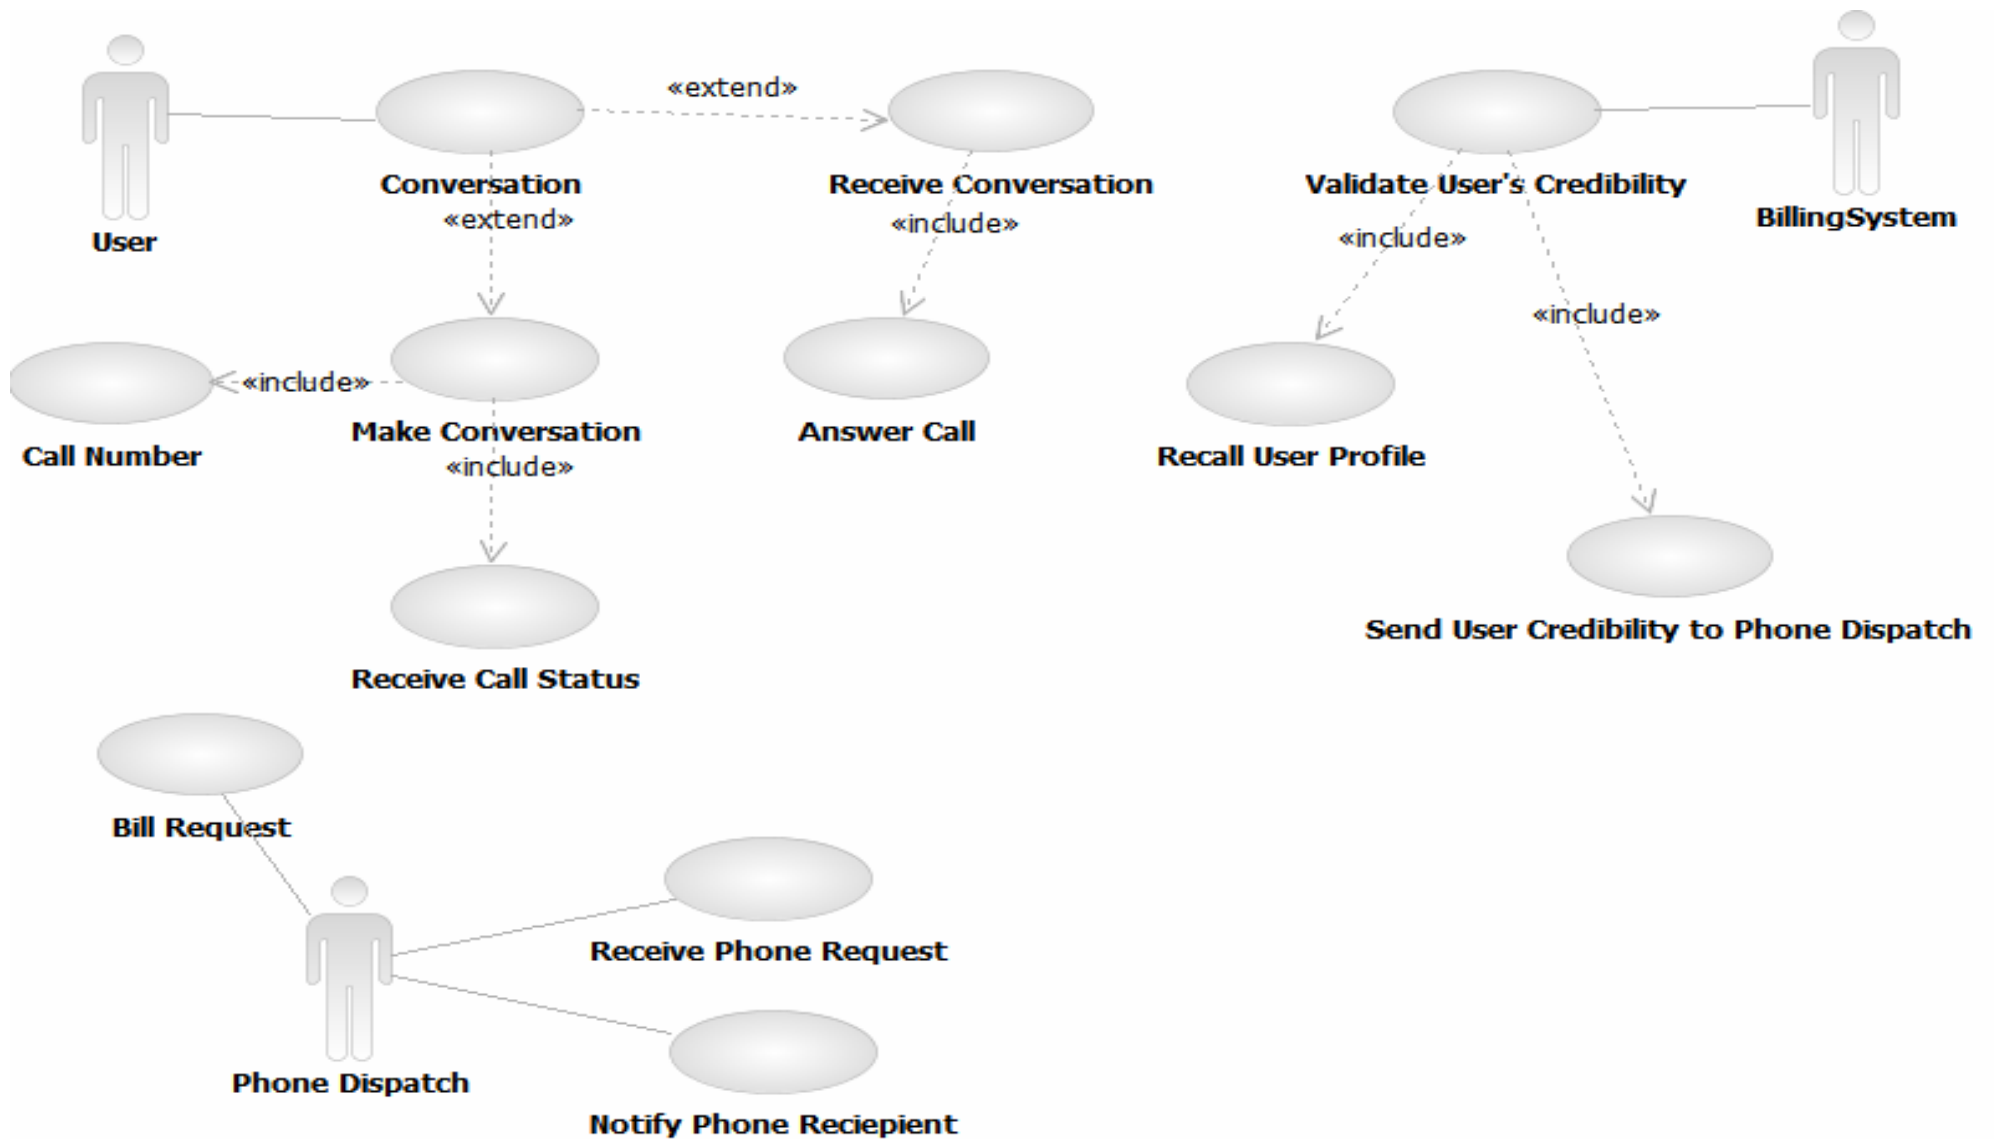 «extend»
Conversation
Receive Conversation
Validate User's Credibility
BillingSystem
User
«extend»
«include»
«include»
«include»
«include»
Call Number
Make Conversation
Answer Call
Recall User Profile
«include»
Receive Call Status
Send User Credibility to Phone Dispatch
Bill Request
Receive Phone Request
Phone Dispatch
Notify Phone Reciepient